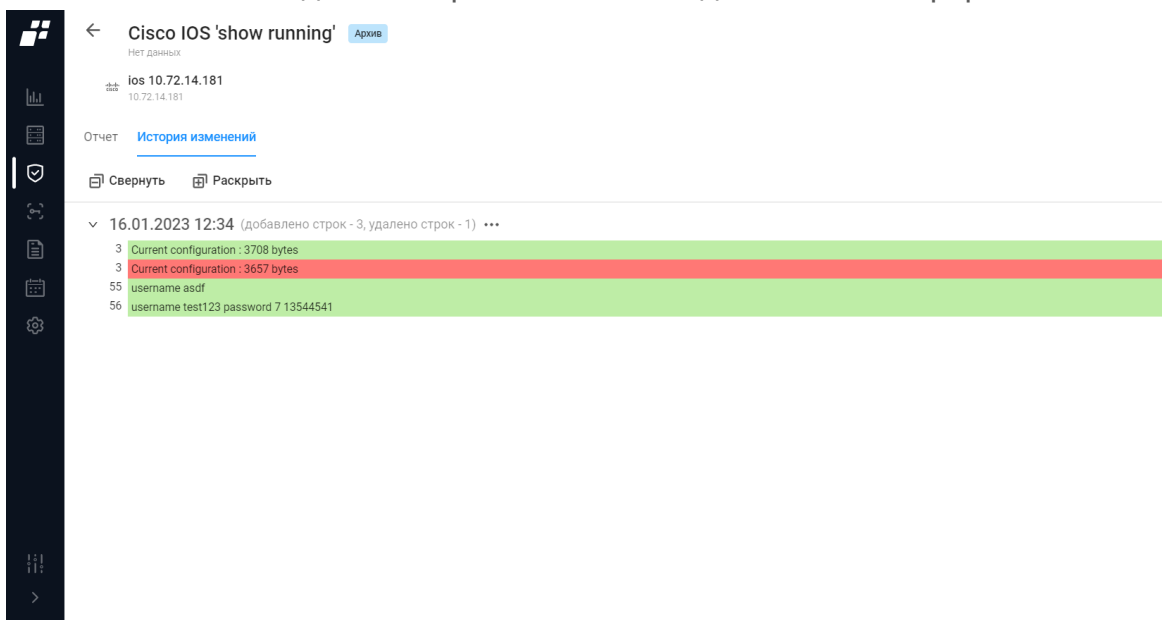 Cisco IOS 'show running' Архив
Нет данных
ios 10.72.14.181
10.72.14.181
Отчет История изменений
Свернуть Раскрыть
16.01.2023 12:34 (добавлено строк - 3, удалено строк - 1) •••
3 Current configuration : 3708 bytes
3 Current configuration : 3657 bytes
55 username asdf
56 username test123 password 7 13544541